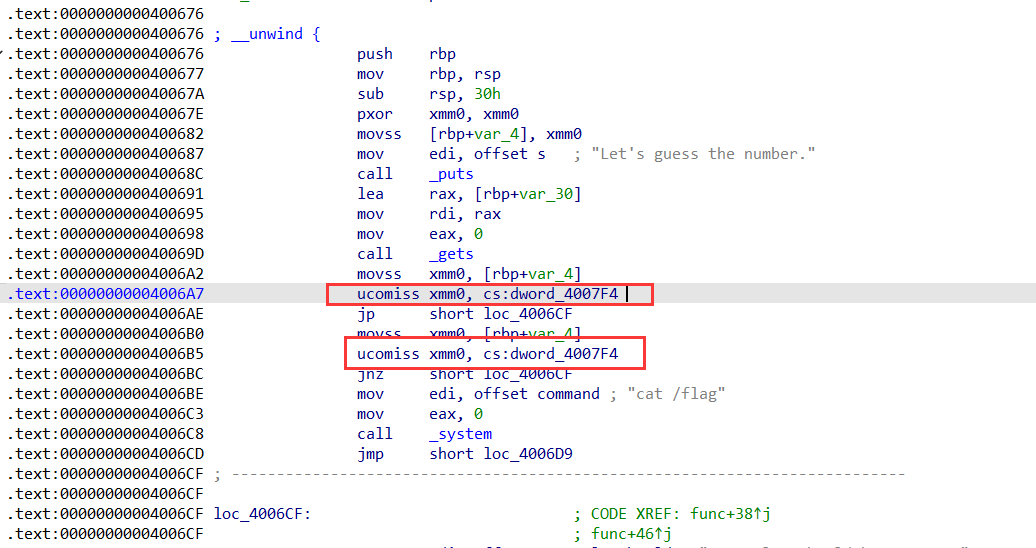 .text:0000000000400676
.text:0000000000400676 ; __unwind {
.text:0000000000400676 push rbp
.text:0000000000400677 mov rbp, rsp
.text:000000000040067A sub rsp, 30h
.text:000000000040067E pxor xmm0, xmm0
.text:0000000000400682 movss [rbp+var_4], xmm0
.text:0000000000400687 mov edi, offset s ; "Let's guess the number."
.text:000000000040068C call _puts
.text:0000000000400691 lea rax, [rbp+var_30]
.text:0000000000400695 mov rdi, rax
.text:0000000000400698 mov eax, 0
.text:000000000040069D call _gets
.text:00000000004006A2 movss xmm0, [rbp+var_4]
.text:00000000004006A7 ucomiss xmm0, cs:dword_4007F4
.text:00000000004006AE jp short loc_4006CF
.text:00000000004006B0 movss xmm0, [rbp+var_4]
.text:00000000004006B5 ucomiss xmm0, cs:dword_4007F4
.text:00000000004006BC jnz short loc_4006CF
.text:00000000004006BE mov edi, offset command ; "cat /flag"
.text:00000000004006C3 mov eax, 0
.text:00000000004006C8 call _system
.text:00000000004006CD jmp short loc_4006D9
.text:00000000004006CF ; ---------------------------------------------------------------------------
.text:00000000004006CF
.text:00000000004006CF loc_4006CF: ; CODE XREF: func+38↑j
.text:00000000004006CF ; func+46↑j